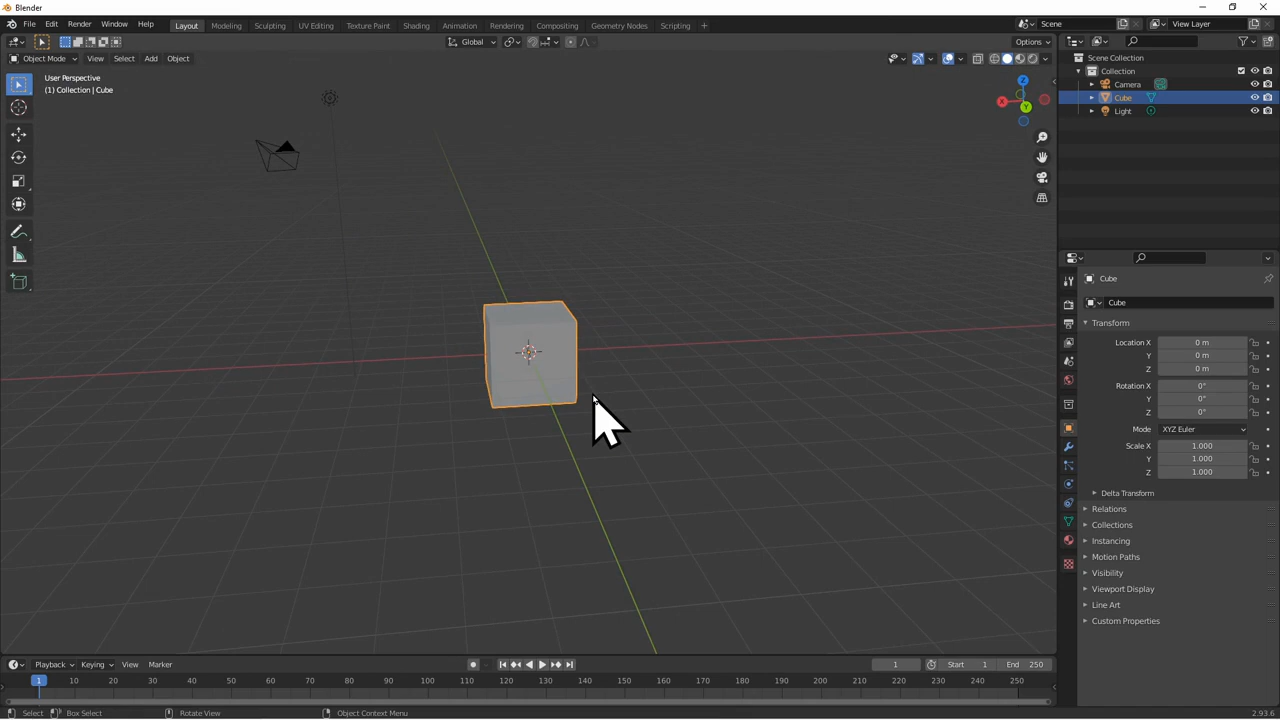 Blender
File Edit Render Window Help Layout Modeling Sculpting UV Editing Texture Paint Shading Animation Rendering Compositing Geometry Nodes Scripting + Scene View Layer
Global Options
Object Mode View Select Add Object
User Perspective
(1) Collection | Cube
Z
X
Y
Scene Collection
Collection
Camera
Cube
Light
Cube
Cube
Transform
Location X 0 m
Y 0 m
Z 0 m
Rotation X 0°
Y 0°
Z 0°
Mode XYZ Euler
Scale X 1.000
Y 1.000
Z 1.000
Delta Transform
Relations
Collections
Instancing
Motion Paths
Visibility
Viewport Display
Line Art
Custom Properties
Playback Keying View Marker 1 Start 1 End 250
1 10 20 30 40 50 60 70 80 90 100 110 120 130 140 150 160 170 180 190 200 210 220 230 240 250
Select Box Select Rotate View Object Context Menu 2.93.6